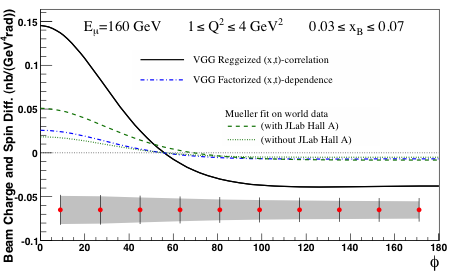 E_μ=160 GeV 1 ≤ Q² ≤ 4 GeV² 0.03 ≤ x_B ≤ 0.07
VGG Reggeized (x,t)-correlation
VGG Factorized (x,t)-dependence
Mueller fit on world data
(with JLab Hall A)
(without JLab Hall A)
Beam Charge and Spin Diff. (nb/(GeV⁴rad))
0.15
0.1
0.05
0
-0.05
-0.1
0 20 40 60 80 100 120 140 160 180
ϕ